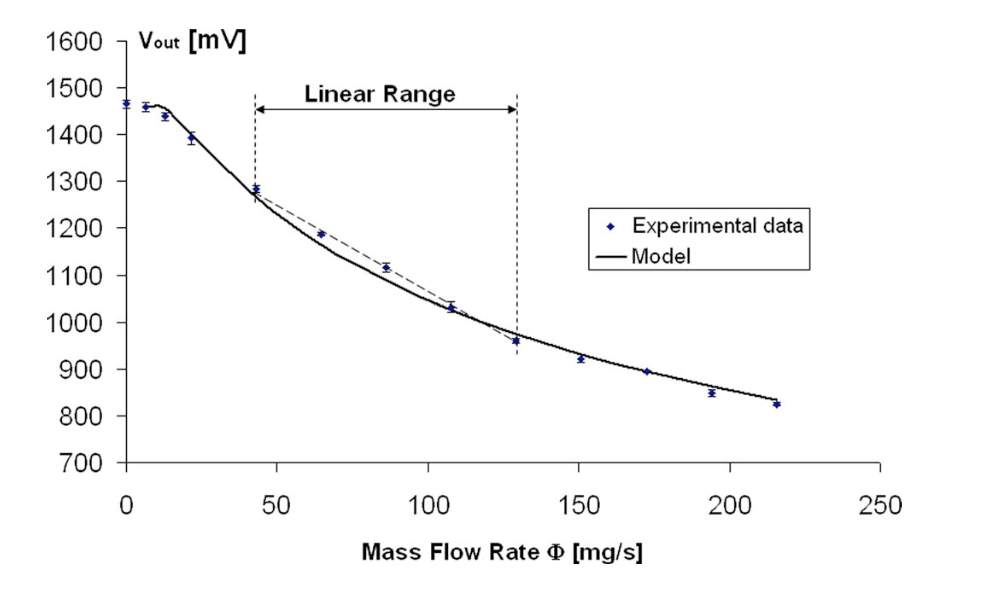 Vout [mV]
1600
1500
1400
1300
1200
1100
1000
900
800
700
Linear Range
Experimental data
Model
0 50 100 150 200 250
Mass Flow Rate Φ [mg/s]